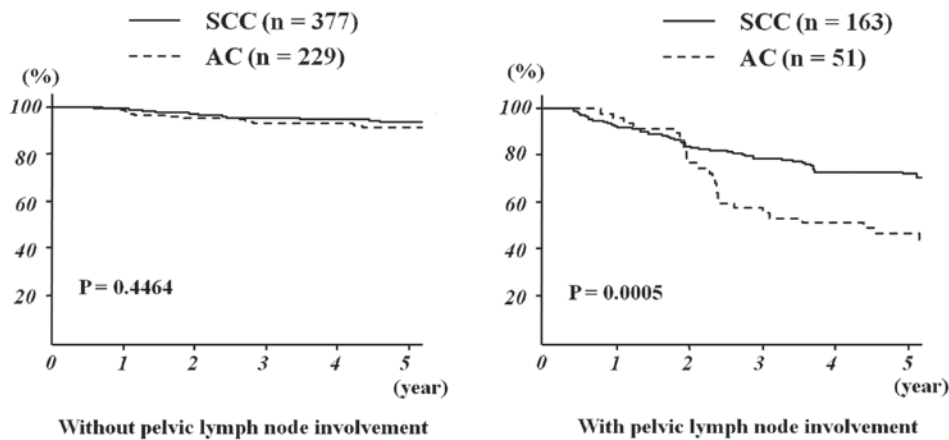 SCC (n = 377)
AC (n = 229)
(%)
100
80
60
40
20
P = 0.4464
0 1 2 3 4 5
(year)
Without pelvic lymph node involvement
SCC (n = 163)
AC (n = 51)
(%)
100
80
60
40
20
P = 0.0005
0 1 2 3 4 5
(year)
With pelvic lymph node involvement